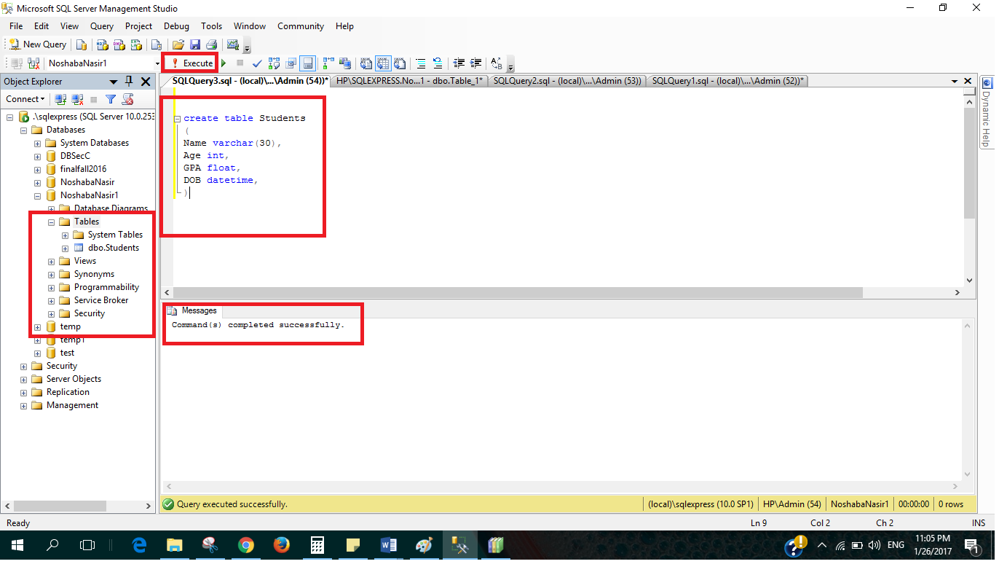 Microsoft SQL Server Management Studio
File Edit View Query Project Debug Tools Window Community Help
New Query
NoshabaNasir1 Execute
Object Explorer
SQLQuery3.sql - (local)\...\Admin (54))* HP\SQLEXPRESS.No...1 - dbo.Table_1* SQLQuery2.sql - (local)\...\Admin (53)) SQLQuery1.sql - (local)\...\Admin (52))*
Connect
.\sqlexpress (SQL Server 10.0.253
Databases
System Databases
DBSecC
finalfall2016
NoshabaNasir
NoshabaNasir1
Database Diagrams
Tables
System Tables
dbo.Students
Views
Synonyms
Programmability
Service Broker
Security
temp
temp1
test
Security
Server Objects
Replication
Management
create table Students
(
Name varchar(30),
Age int,
GPA float,
DOB datetime,
)
Dynamic Help
Messages
Command(s) completed successfully.
Query executed successfully. (local)\sqlexpress (10.0 SP1) HP\Admin (54) NoshabaNasir1 00:00:00 0 rows
Ready Ln 9 Col 2 Ch 2 INS
ENG 11:05 PM
1/26/2017